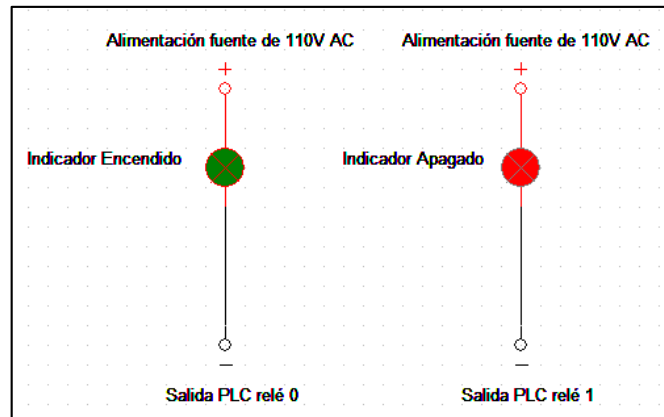 Alimentación fuente de 110V AC
Alimentación fuente de 110V AC
+
+
Indicador Encendido
Indicador Apagado
–
–
Salida PLC relé 0
Salida PLC relé 1